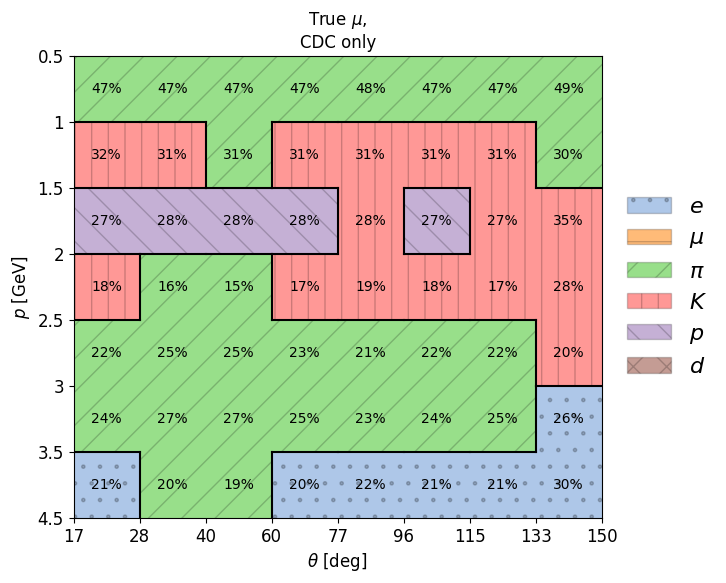 True μ,
CDC only
0.5
47% 47% 47% 47% 48% 47% 47% 49%
1
32% 31% 31% 31% 31% 31% 31% 30%
1.5
27% 28% 28% 28% 28% 27% 27% 35%
2
18% 16% 15% 17% 19% 18% 17% 28%
2.5
22% 25% 25% 23% 21% 22% 22% 20%
3
24% 27% 27% 25% 23% 24% 25% 26%
3.5
21% 20% 19% 20% 22% 21% 21% 30%
4.5
p [GeV]
17 28 40 60 77 96 115 133 150
θ [deg]
e
μ
π
K
p
d